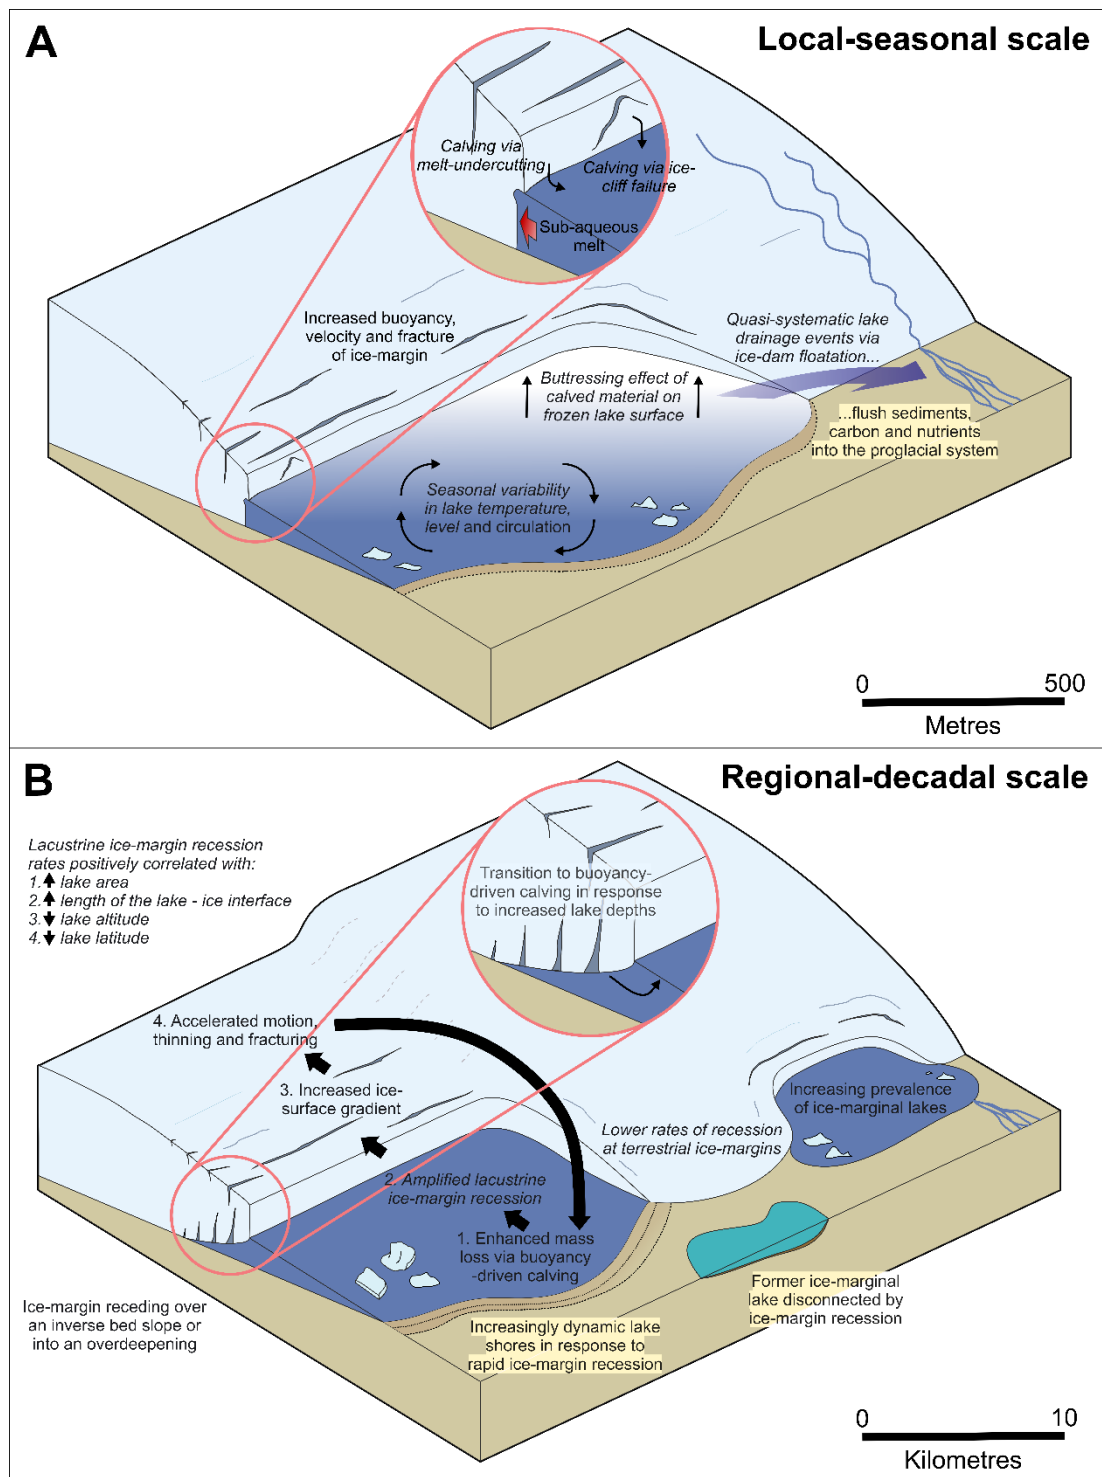 A
Local-seasonal scale
Calving via
melt-undercutting
Calving via ice-
cliff failure
Sub-aqueous
melt
Increased buoyancy,
velocity and fracture
of ice-margin
Quasi-systematic lake
drainage events via
ice-dam floatation...
Buttressing effect of
calved material on
frozen lake surface
...flush sediments,
carbon and nutrients
into the proglacial system
Seasonal variability
in lake temperature,
level and circulation
0 500
Metres
B
Regional-decadal scale
Lacustrine ice-margin recession
rates positively correlated with:
1. lake area
2. length of the lake - ice interface
3. lake altitude
4. lake latitude
Transition to buoyancy-
driven calving in response
to increased lake depths
4. Accelerated motion,
thinning and fracturing
3. Increased ice-
surface gradient
Increasing prevalence
of ice-marginal lakes
Lower rates of recession
at terrestrial ice-margins
2. Amplified lacustrine
ice-margin recession
1. Enhanced mass
loss via buoyancy
-driven calving
Ice-margin receding over
an inverse bed slope or
into an overdeepening
Increasingly dynamic lake
shores in response to
rapid ice-margin recession
Former ice-marginal
lake disconnected by
ice-margin recession
0 10
Kilometres